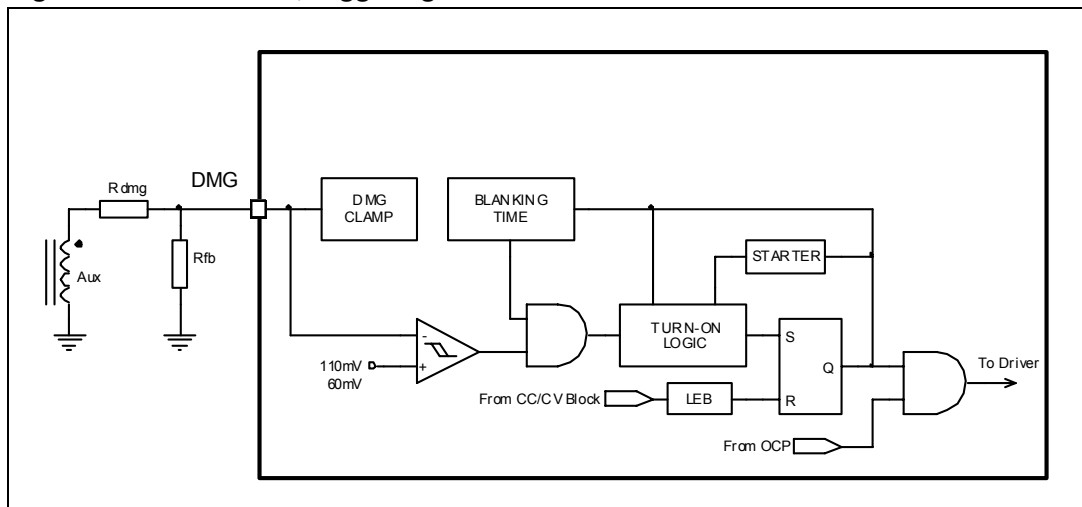 DMG
Rdmg
Rfb
Aux
DMG
CLAMP
BLANKING
TIME
STARTER
TURN-ON
LOGIC
-
+
110mV
60mV
S
Q
R
To Driver
From CC/CV Block
LEB
From OCP